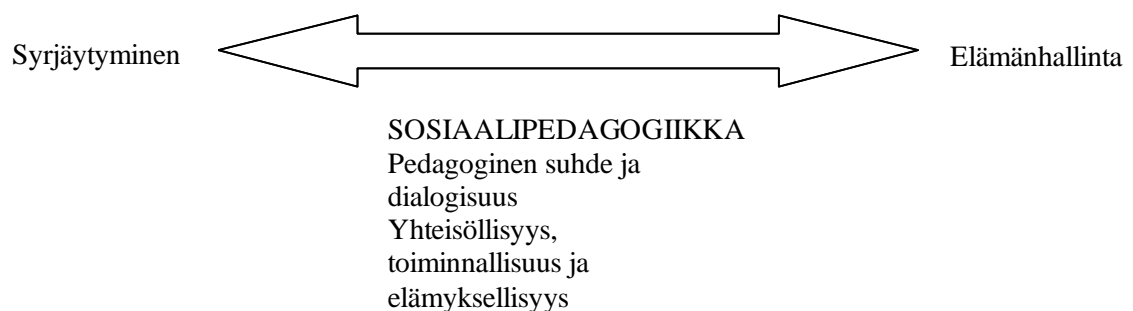 Syrjäytyminen
Elämänhallinta
SOSIAALIPEDAGOGIIKKA
Pedagoginen suhde ja
dialogisuus
Yhteisöllisyys,
toiminnallisuus ja
elämyksellisyys